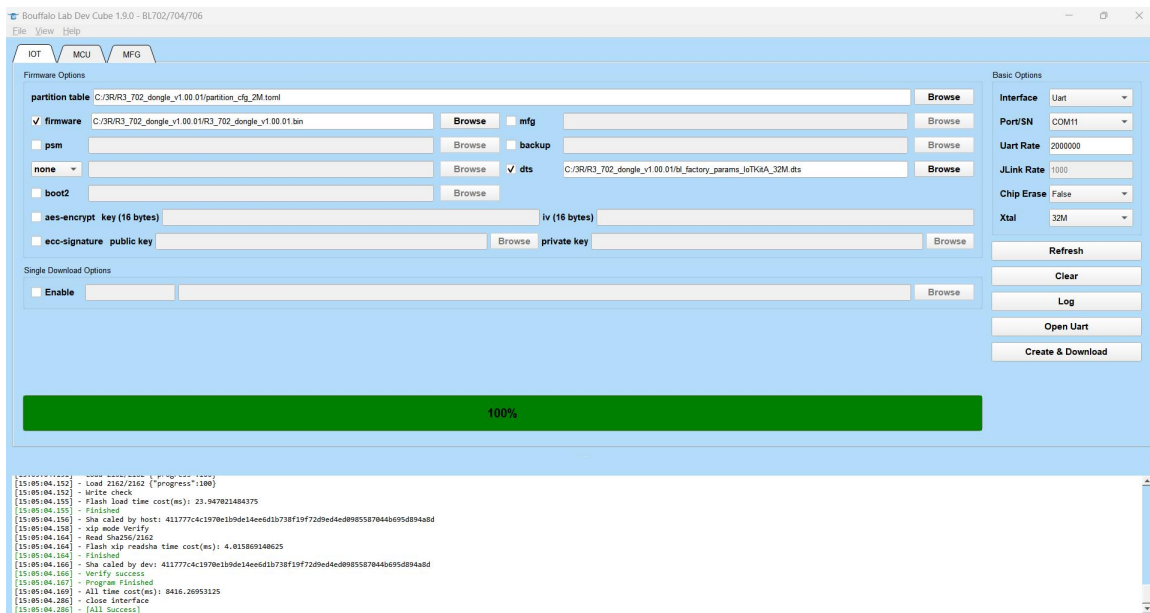 Bouffalo Lab Dev Cube 1.9.0 - BL702/704/706
File View Help
IOT MCU MFG
Firmware Options
Basic Options
partition table C:/3R/R3_702_dongle_v1.00.01/partition_cfg_2M.toml Browse
Interface Uart
firmware C:/3R/R3_702_dongle_v1.00.01/R3_702_dongle_v1.00.01.bin Browse mfg Browse
Port/SN COM11
psm Browse backup Browse
Uart Rate 2000000
none Browse dts C:/3R/R3_702_dongle_v1.00.01/bl_factory_params_IoTKitA_32M.dts Browse
JLink Rate 1000
boot2 Browse
Chip Erase False
aes-encrypt key (16 bytes) iv (16 bytes)
Xtal 32M
ecc-signature public key Browse private key Browse
Refresh
Single Download Options
Clear
Enable Browse
Log
Open Uart
Create & Download
100%
[15:05:04.152] - Load 2162/2162 {"progress":100}
[15:05:04.152] - Write check
[15:05:04.155] - Flash load time cost(ms): 23.947021484375
[15:05:04.155] - Finished
[15:05:04.156] - Sha caled by host: 411777c4c1970e1b9de14ee6d1b738f19f72d9ed4ed0985587044b695d894a8d
[15:05:04.158] - xip mode Verify
[15:05:04.164] - Read Sha256/2162
[15:05:04.164] - Flash xip readsha time cost(ms): 4.015869140625
[15:05:04.164] - Finished
[15:05:04.166] - Sha caled by dev: 411777c4c1970e1b9de14ee6d1b738f19f72d9ed4ed0985587044b695d894a8d
[15:05:04.166] - Verify success
[15:05:04.167] - Program Finished
[15:05:04.169] - All time cost(ms): 8416.26953125
[15:05:04.286] - close interface
[15:05:04.286] - [All Success]